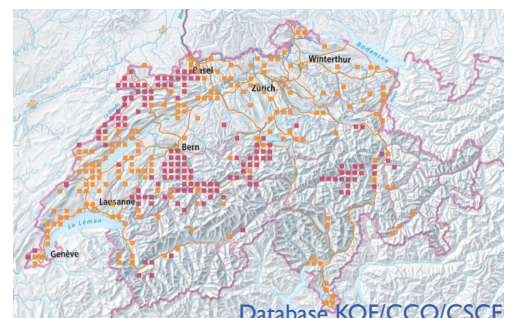 Bodensee
Basel
Winterthur
Zürich
Bern
Lausanne
Le Léman
Genève
Database KOF/CCO/CSCF